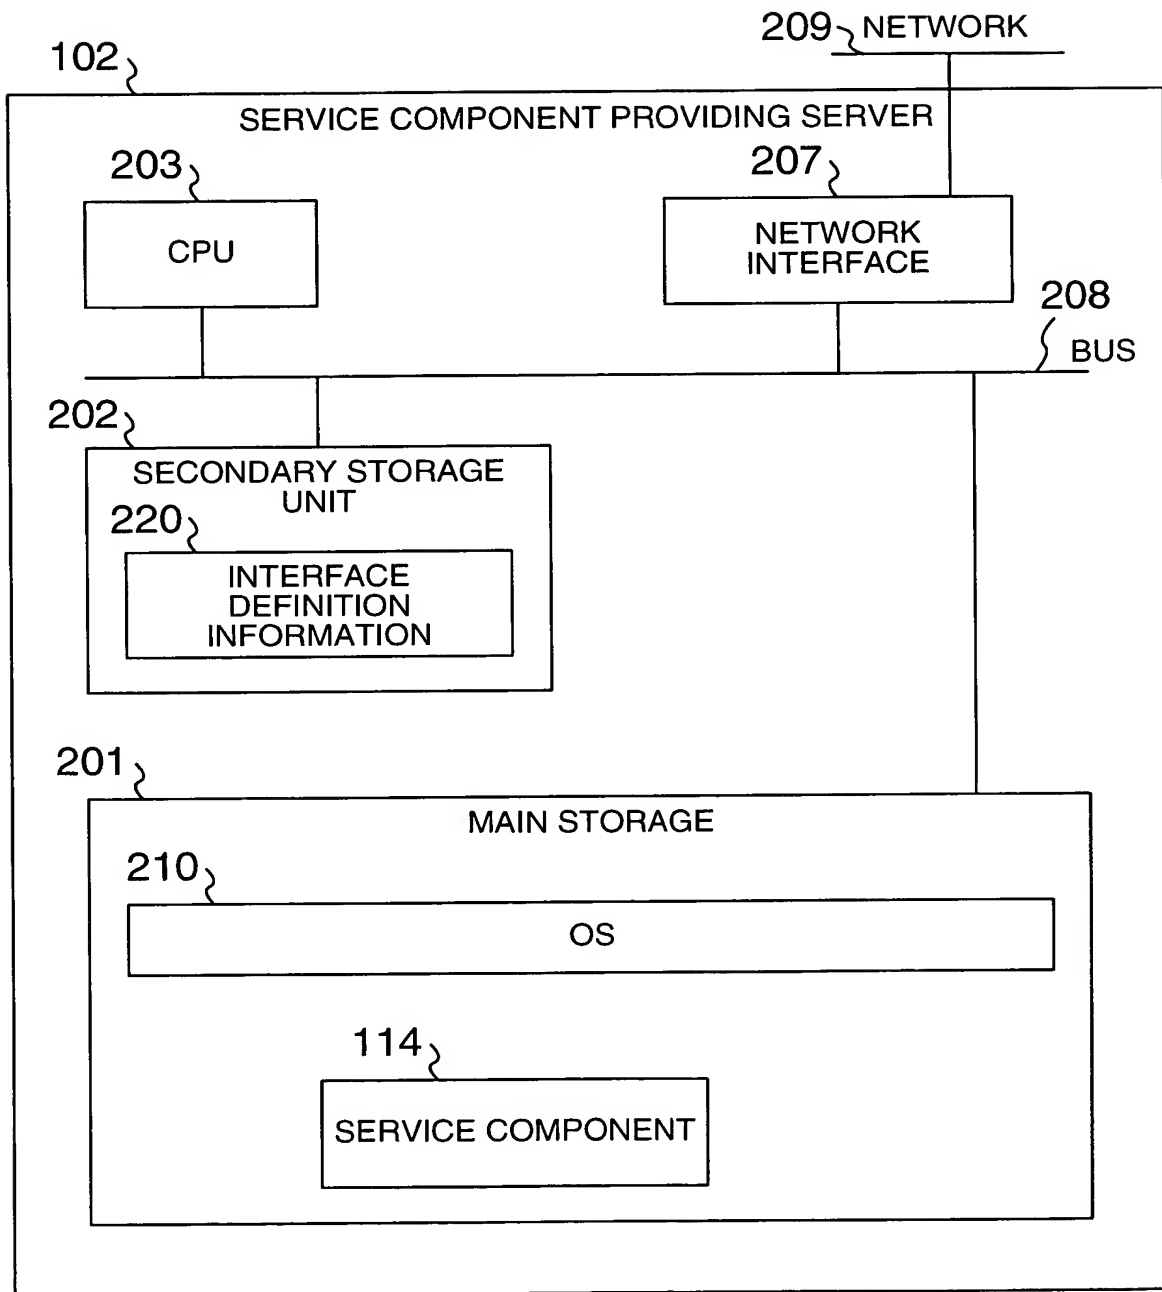 209 NETWORK
102
SERVICE COMPONENT PROVIDING SERVER
203
207
CPU
NETWORK
INTERFACE
208
BUS
202
SECONDARY STORAGE
UNIT
220
INTERFACE
DEFINITION
INFORMATION
201
MAIN STORAGE
210
OS
114
SERVICE COMPONENT